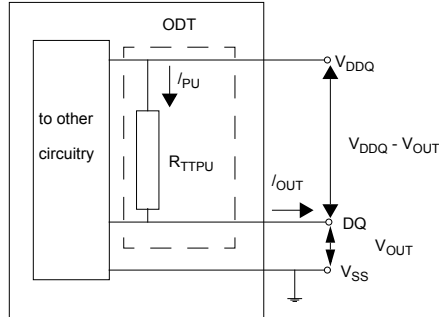 ODT
V_DDQ
I_PU
to other
circuitry
R_TTPU
V_DDQ - V_OUT
I_OUT
DQ
V_OUT
V_SS